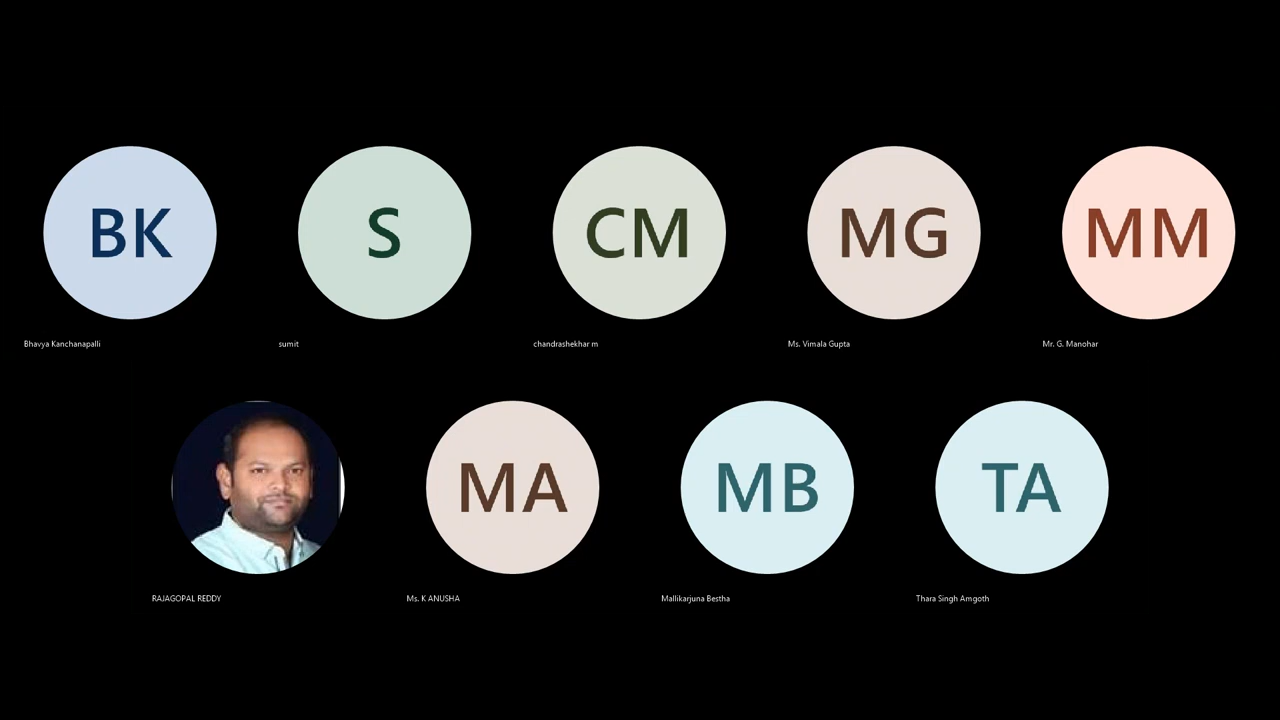 BK S CM MG MM
Bhavya Kanchanapalli sumit chandrashekhar m Ms. Vimala Gupta Mr. G. Manohar
MA MB TA
RAJAGOPAL REDDY Ms. K ANUSHA Mallikarjuna Bestha Thara Singh Amgoth